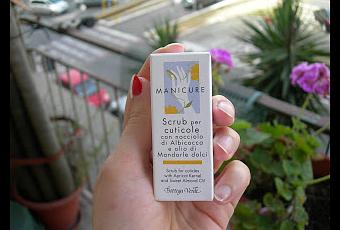 MANICURE
Scrub per
cuticole
con nocciolo
di Albicocca
e olio di
Mandorle dolci
Scrub for cuticles
with Apricot Kernel
and Sweet Almond Oil
Bottega Verde